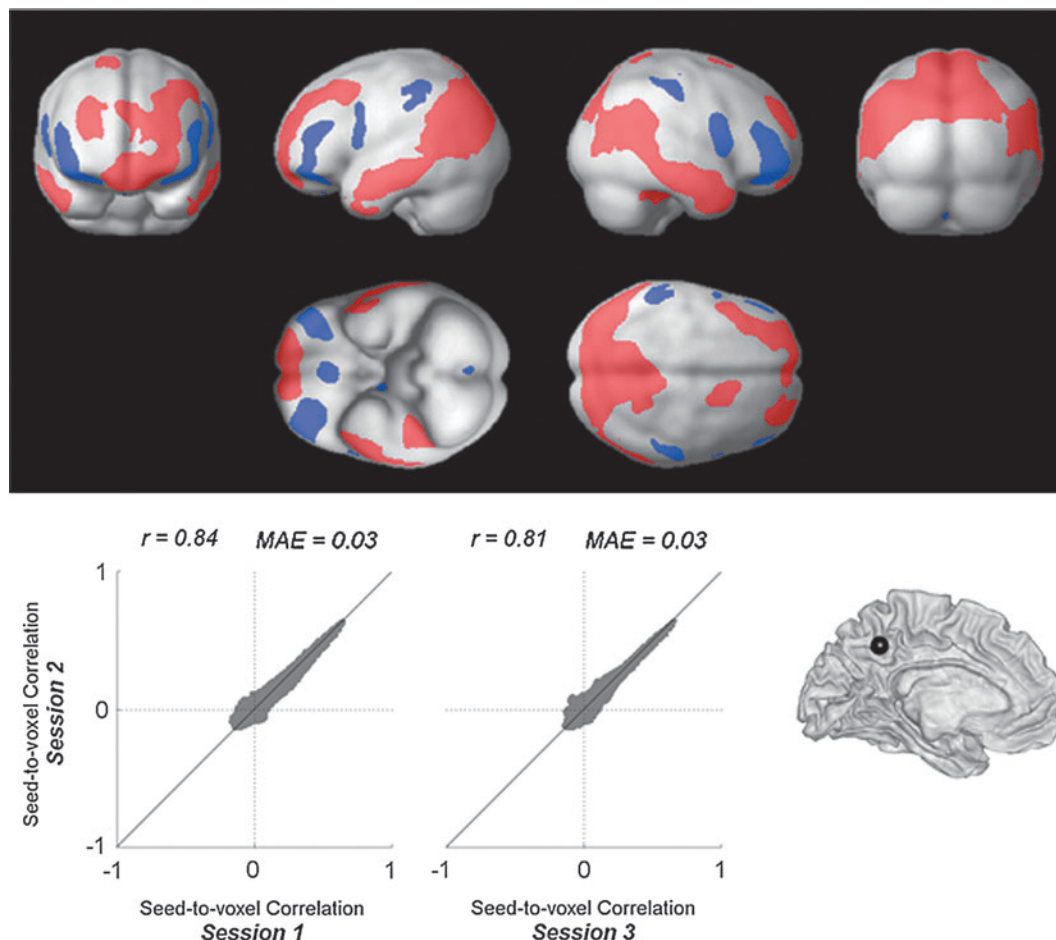 r = 0.84 MAE = 0.03
r = 0.81 MAE = 0.03
Seed-to-voxel Correlation
Session 2
1
0
-1
-1 0 1
Seed-to-voxel Correlation
Session 1
1
0
-1
-1 0 1
Seed-to-voxel Correlation
Session 3